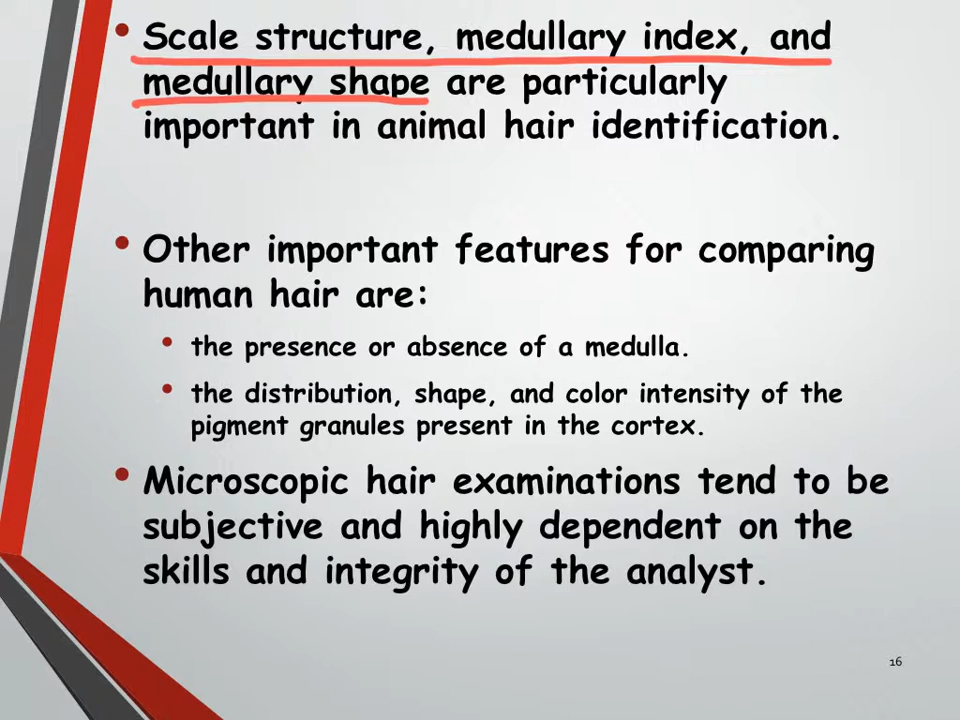 • Scale structure, medullary index, and
medullary shape are particularly
important in animal hair identification.
• Other important features for comparing
human hair are:
• the presence or absence of a medulla.
• the distribution, shape, and color intensity of the
pigment granules present in the cortex.
• Microscopic hair examinations tend to be
subjective and highly dependent on the
skills and integrity of the analyst.
16